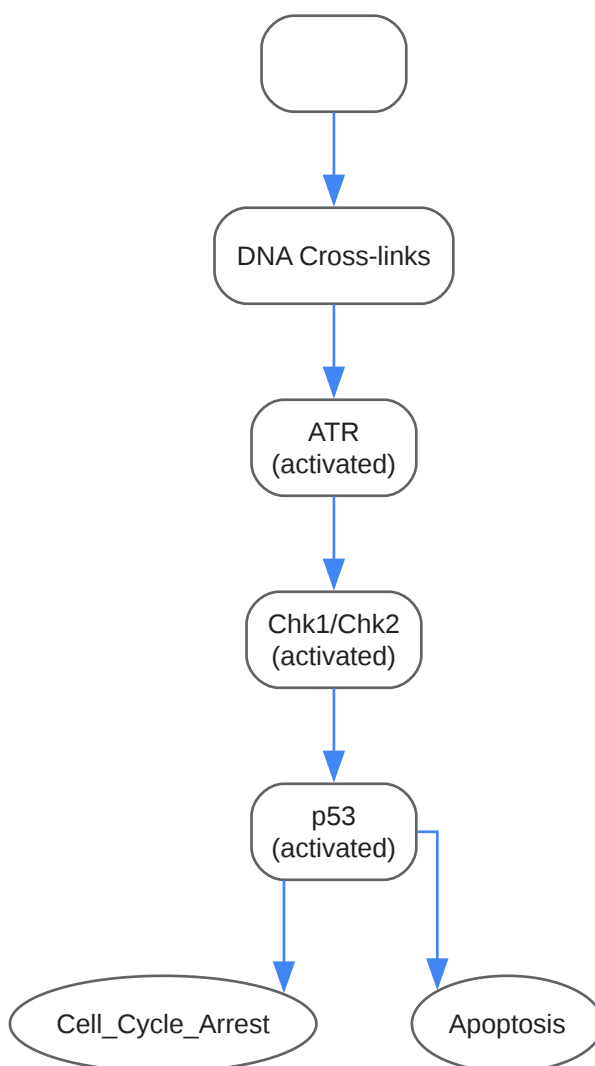 DNA Cross-links
ATR
(activated)
Chk1/Chk2
(activated)
p53
(activated)
Cell_Cycle_Arrest
Apoptosis